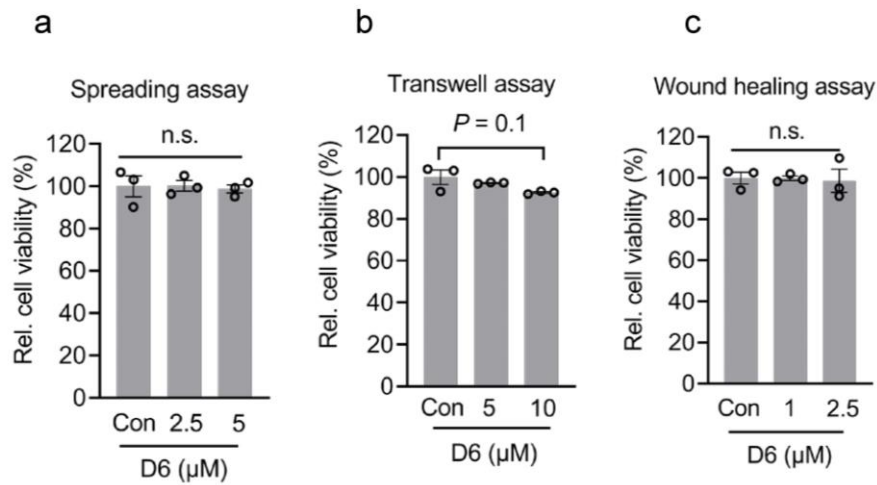 a
Spreading assay
n.s.
Rel. cell viability (%)
120
100
80
60
40
20
0
Con 2.5 5
D6 (µM)
b
Transwell assay
P = 0.1
Rel. cell viability (%)
120
100
80
60
40
20
0
Con 5 10
D6 (µM)
c
Wound healing assay
n.s.
Rel. cell viability (%)
120
100
80
60
40
20
0
Con 1 2.5
D6 (µM)